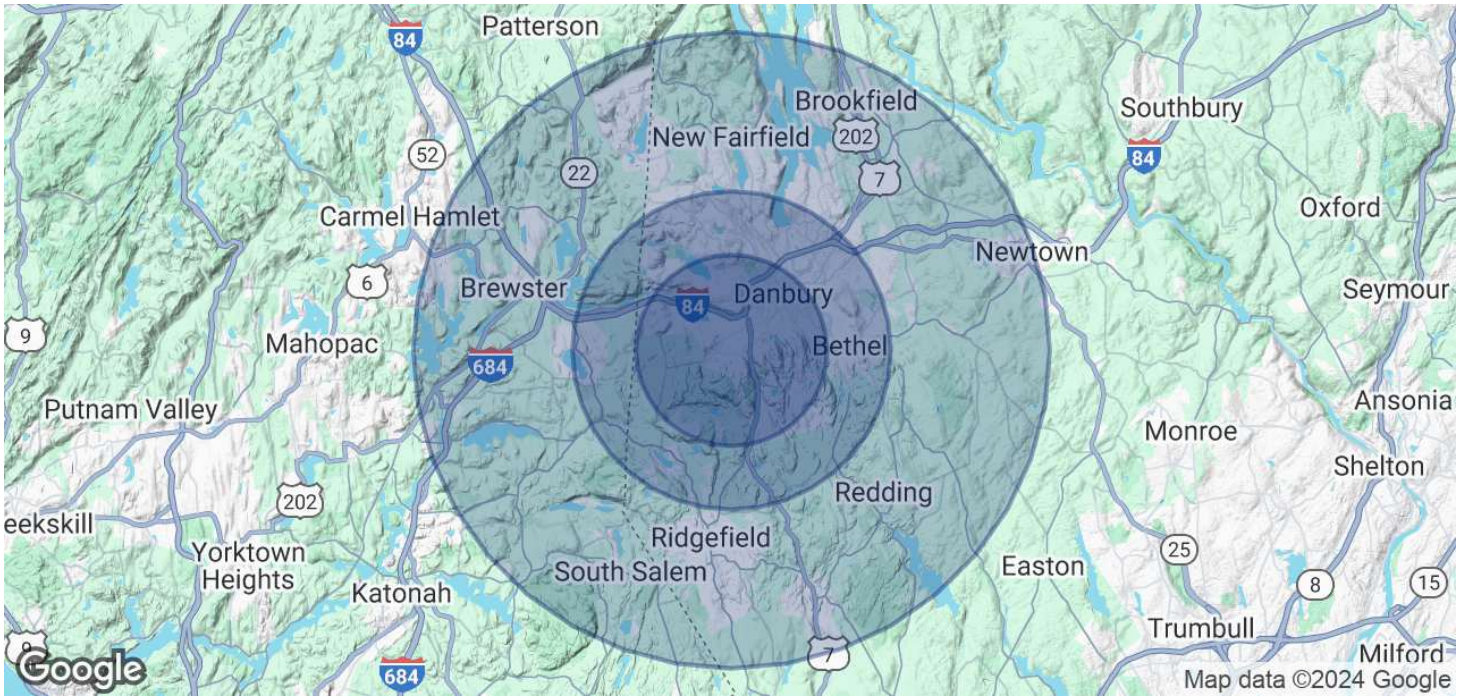 Patterson
84
Brookfield
Southbury
202
New Fairfield
52
84
22
7
Oxford
Carmel Hamlet
Newtown
6
Brewster
Danbury
84
Seymour
9
Mahopac
Bethel
684
Putnam Valley
Ansonia
Monroe
Shelton
202
Redding
eekskill
Ridgefield
Yorktown
Heights
25
South Salem
Easton
8
15
Katonah
Trumbull
9
7
Milford
684
Google
Map data ©2024 Google